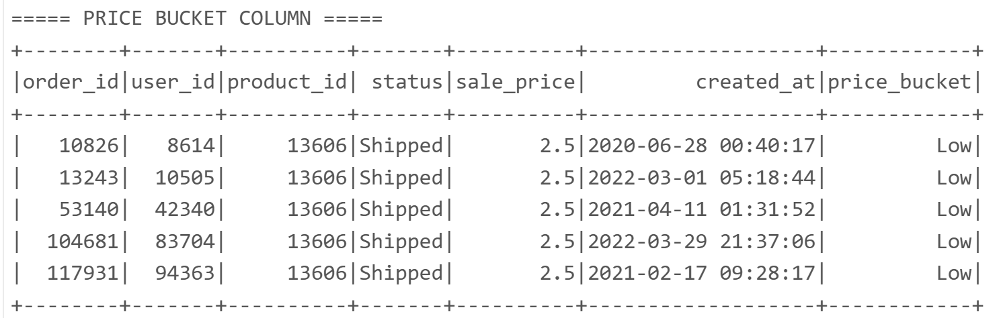 ===== PRICE BUCKET COLUMN =====
+--------+-------+----------+-------+----------+-------------------+------------+
|order_id|user_id|product_id| status|sale_price|         created_at|price_bucket|
+--------+-------+----------+-------+----------+-------------------+------------+
|   10826|   8614|     13606|Shipped|       2.5|2020-06-28 00:40:17|         Low|
|   13243|  10505|     13606|Shipped|       2.5|2022-03-01 05:18:44|         Low|
|   53140|  42340|     13606|Shipped|       2.5|2021-04-11 01:31:52|         Low|
|  104681|  83704|     13606|Shipped|       2.5|2022-03-29 21:37:06|         Low|
|  117931|  94363|     13606|Shipped|       2.5|2021-02-17 09:28:17|         Low|
+--------+-------+----------+-------+----------+-------------------+------------+